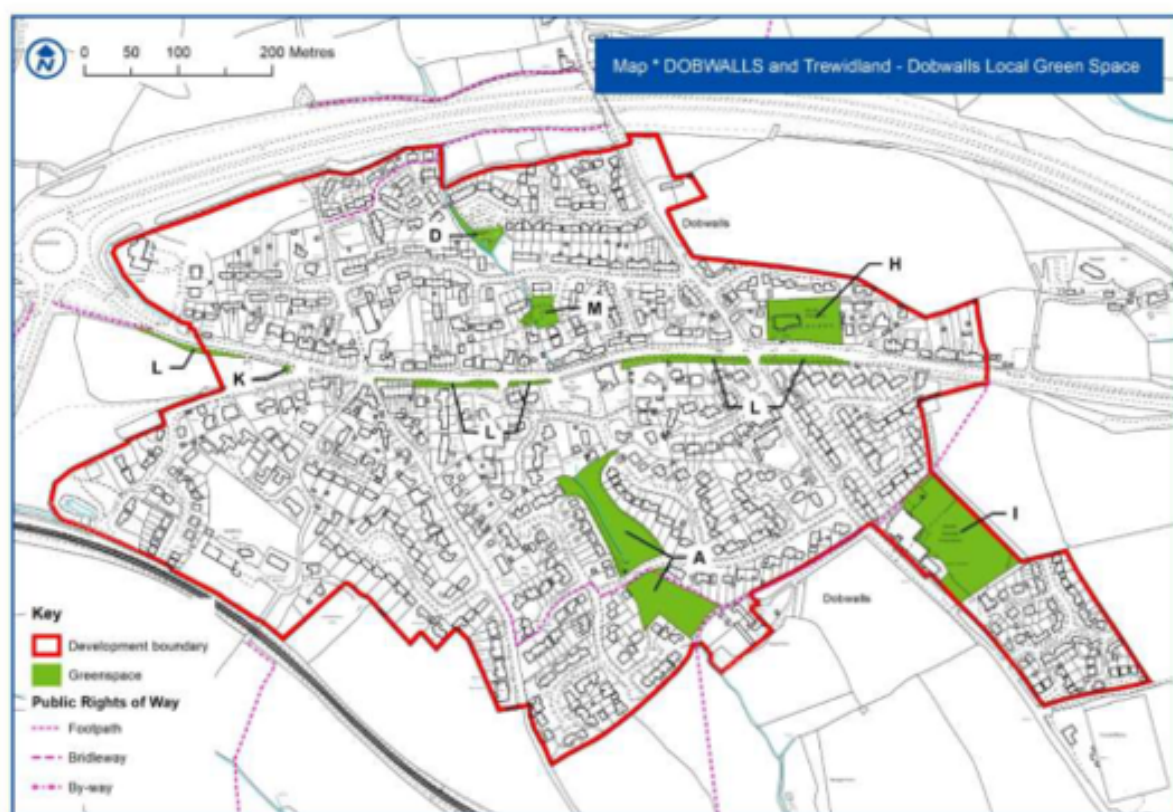 N
0 50 100 200 Metres
Map * DOBWALLS and Trewidland - Dobwalls Local Green Space
Dobwalls
D
H
M
L
K
L
L
I
A
Dobwalls
Key
Development boundary
Greenspace
Public Rights of Way
Footpath
Bridleway
By-way